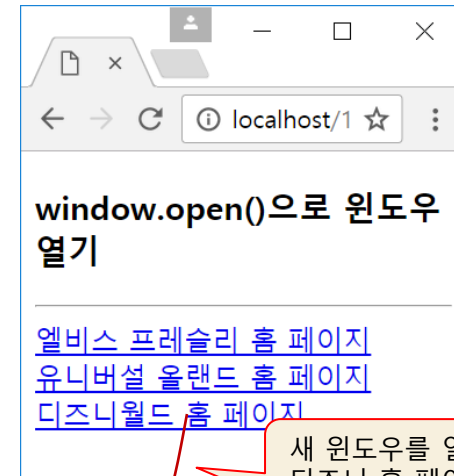 localhost/1
window.open()으로 윈도우
열기
엘비스 프레슬리 홈 페이지
유니버설 올랜드 홈 페이지
디즈니월드 홈 페이지
새 윈도우를